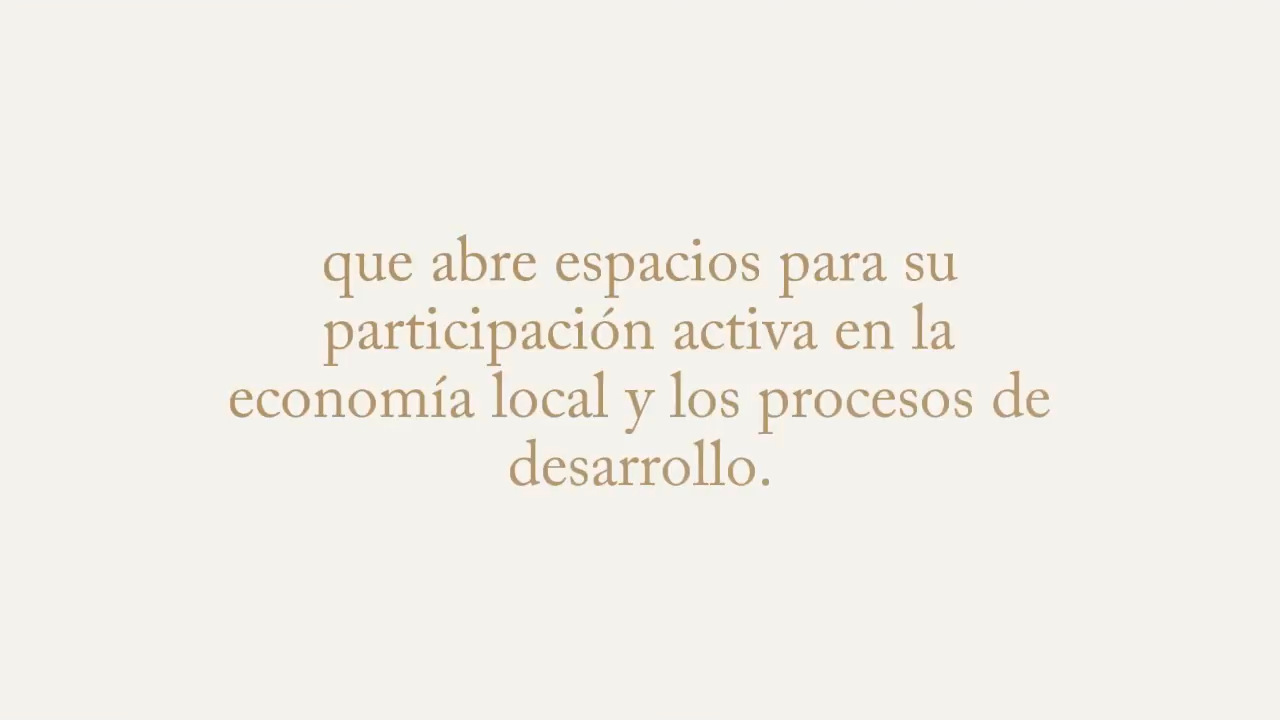 que abre espacios para su
participación activa en la
economía local y los procesos de
desarrollo.